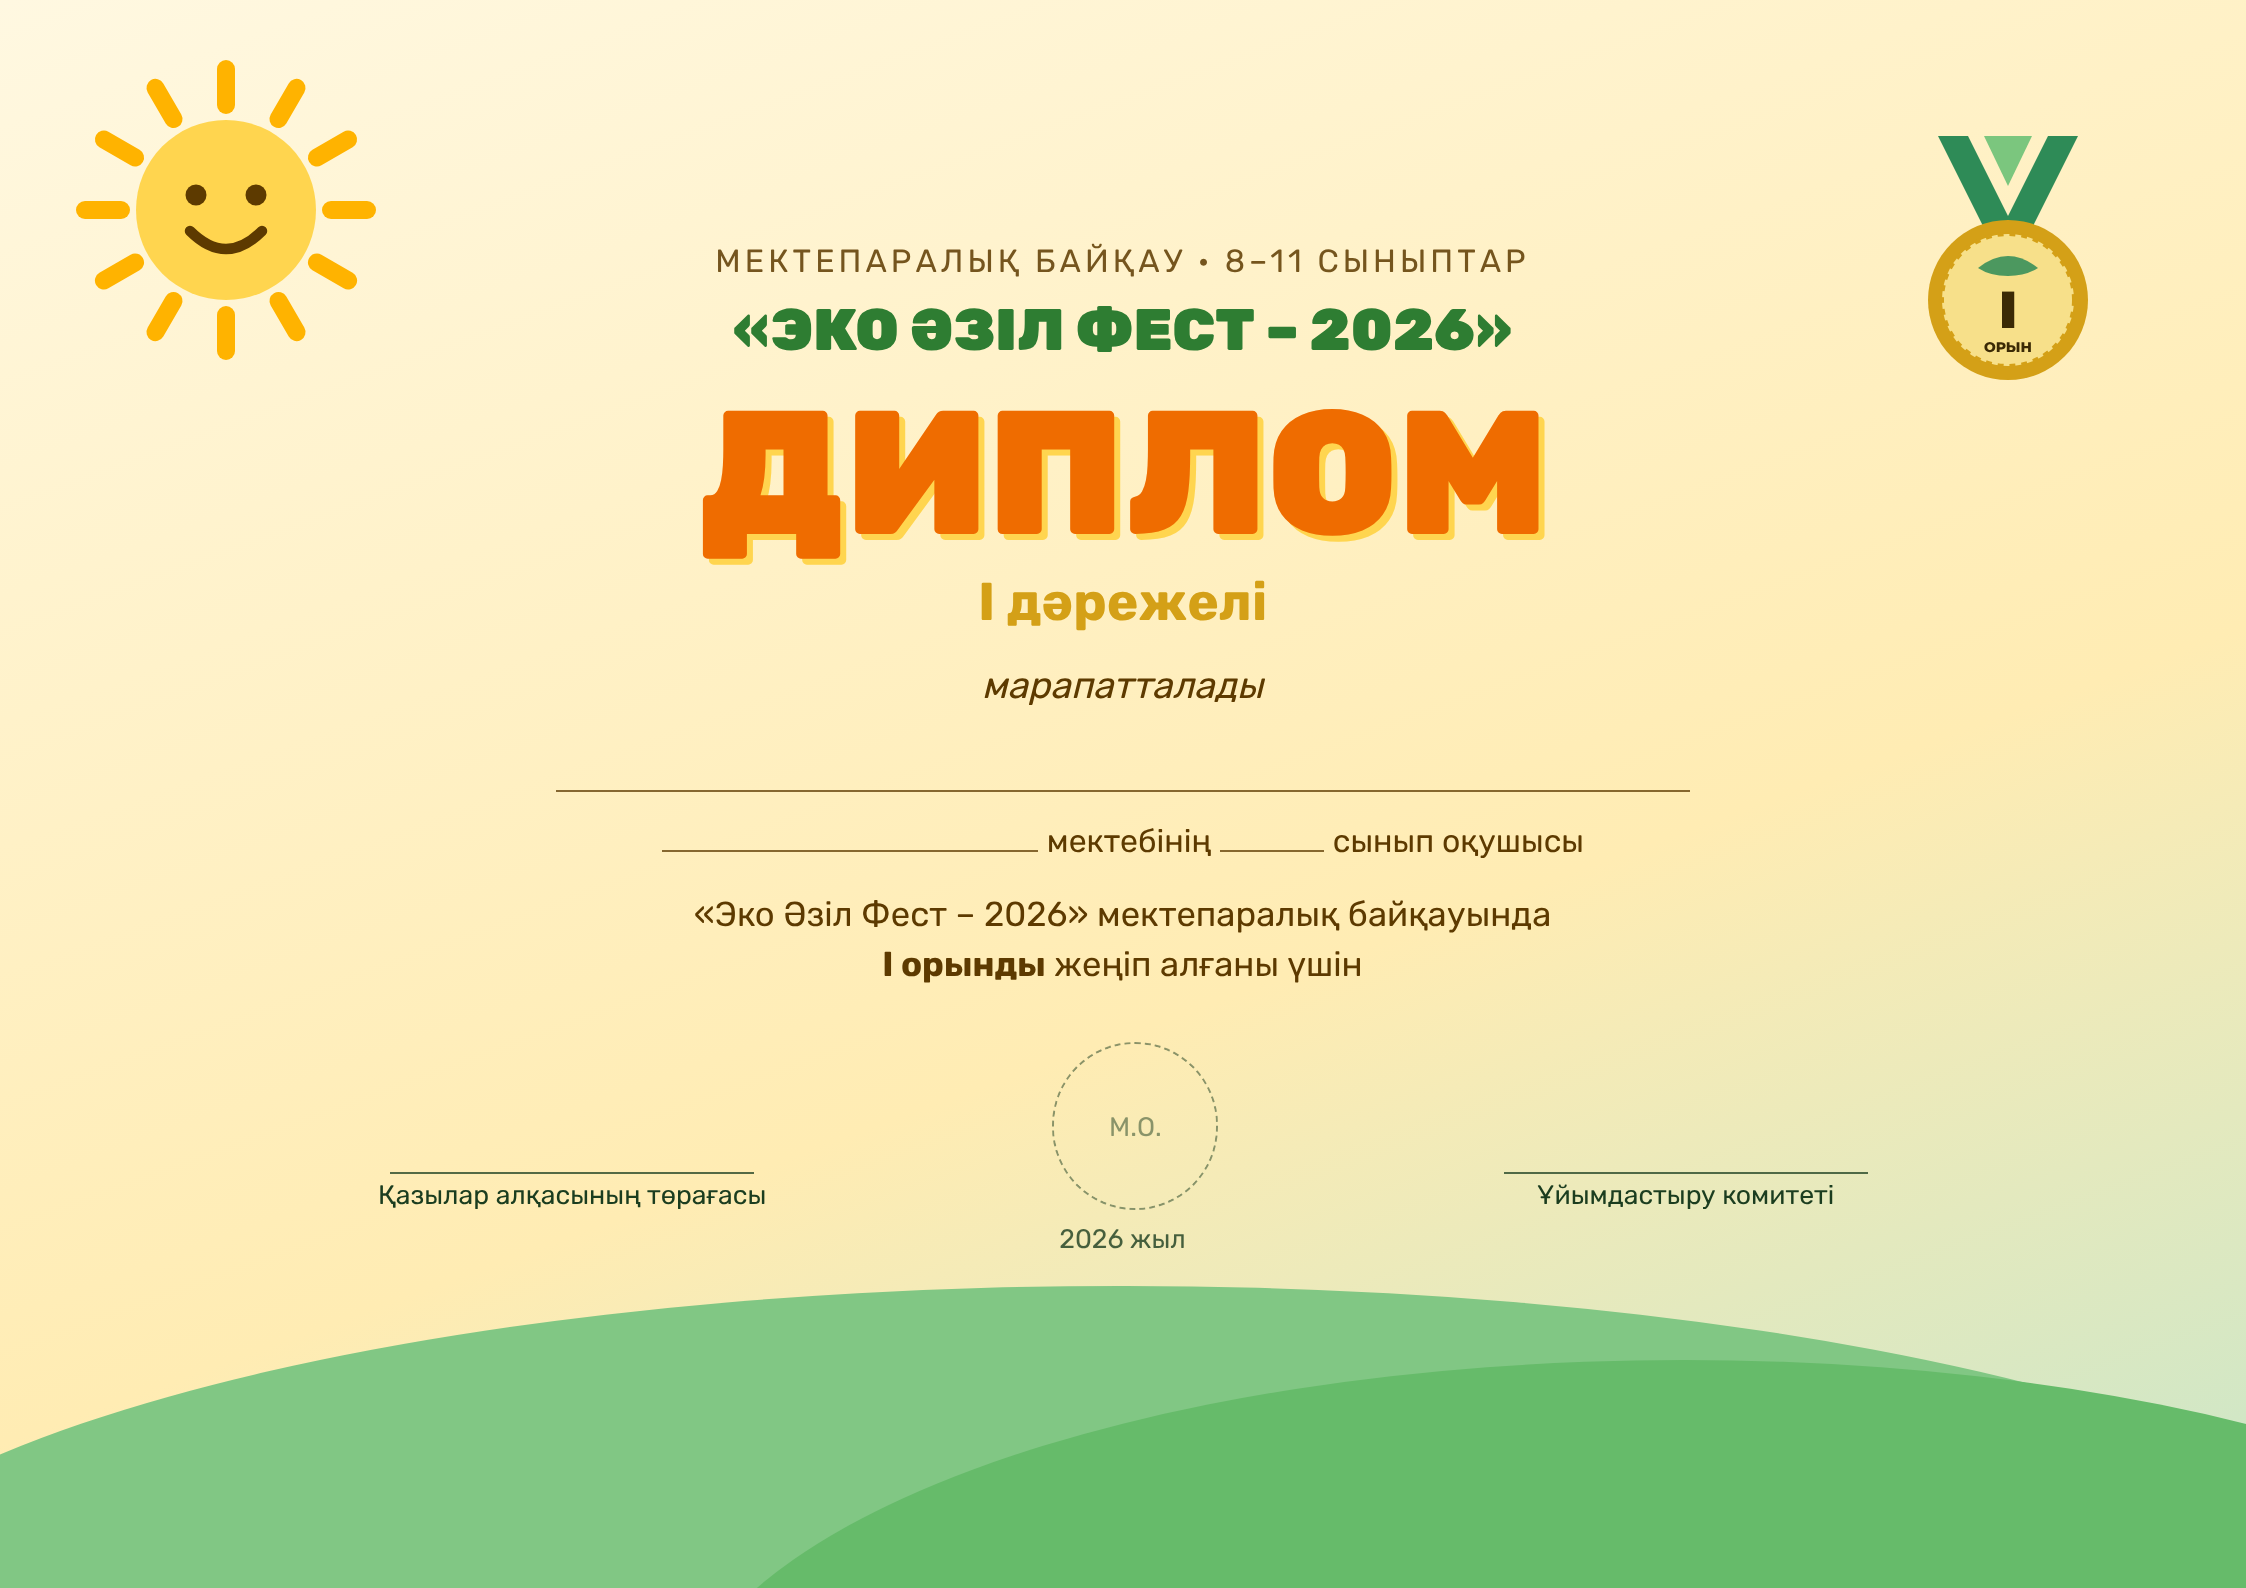 МЕКТЕПАРАЛЫҚ БАЙҚАУ • 8–11 СЫНЫПТАР
«ЭКО ӘЗІЛ ФЕСТ – 2026»
I
ОРЫН
ДИПЛОМ
I дәрежелі
марапатталады
мектебінің сынып оқушысы
«Эко Әзіл Фест – 2026» мектепаралық байқауында
I орынды жеңіп алғаны үшін
М.О.
Қазылар алқасының төрағасы
Ұйымдастыру комитеті
2026 жыл